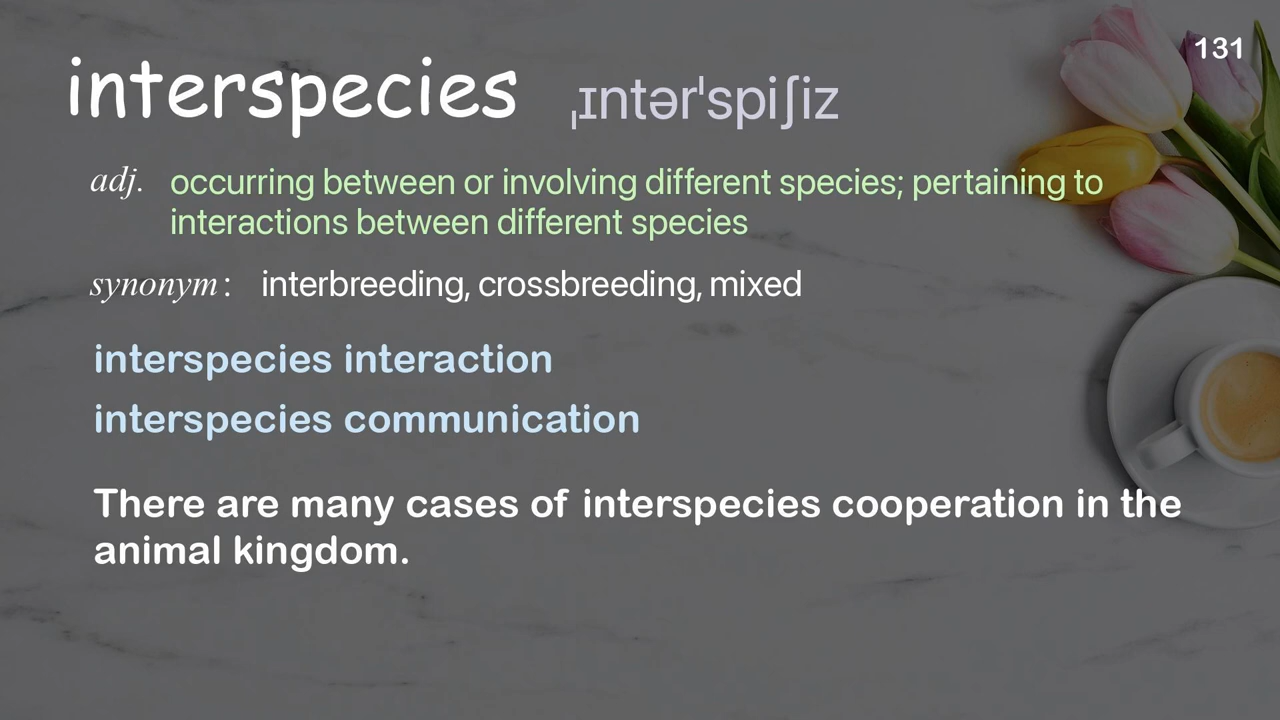 131
interspecies ˌɪntərˈspiʃiz
adj. occurring between or involving different species; pertaining to
interactions between different species
synonym: interbreeding, crossbreeding, mixed
interspecies interaction
interspecies communication
There are many cases of interspecies cooperation in the
animal kingdom.